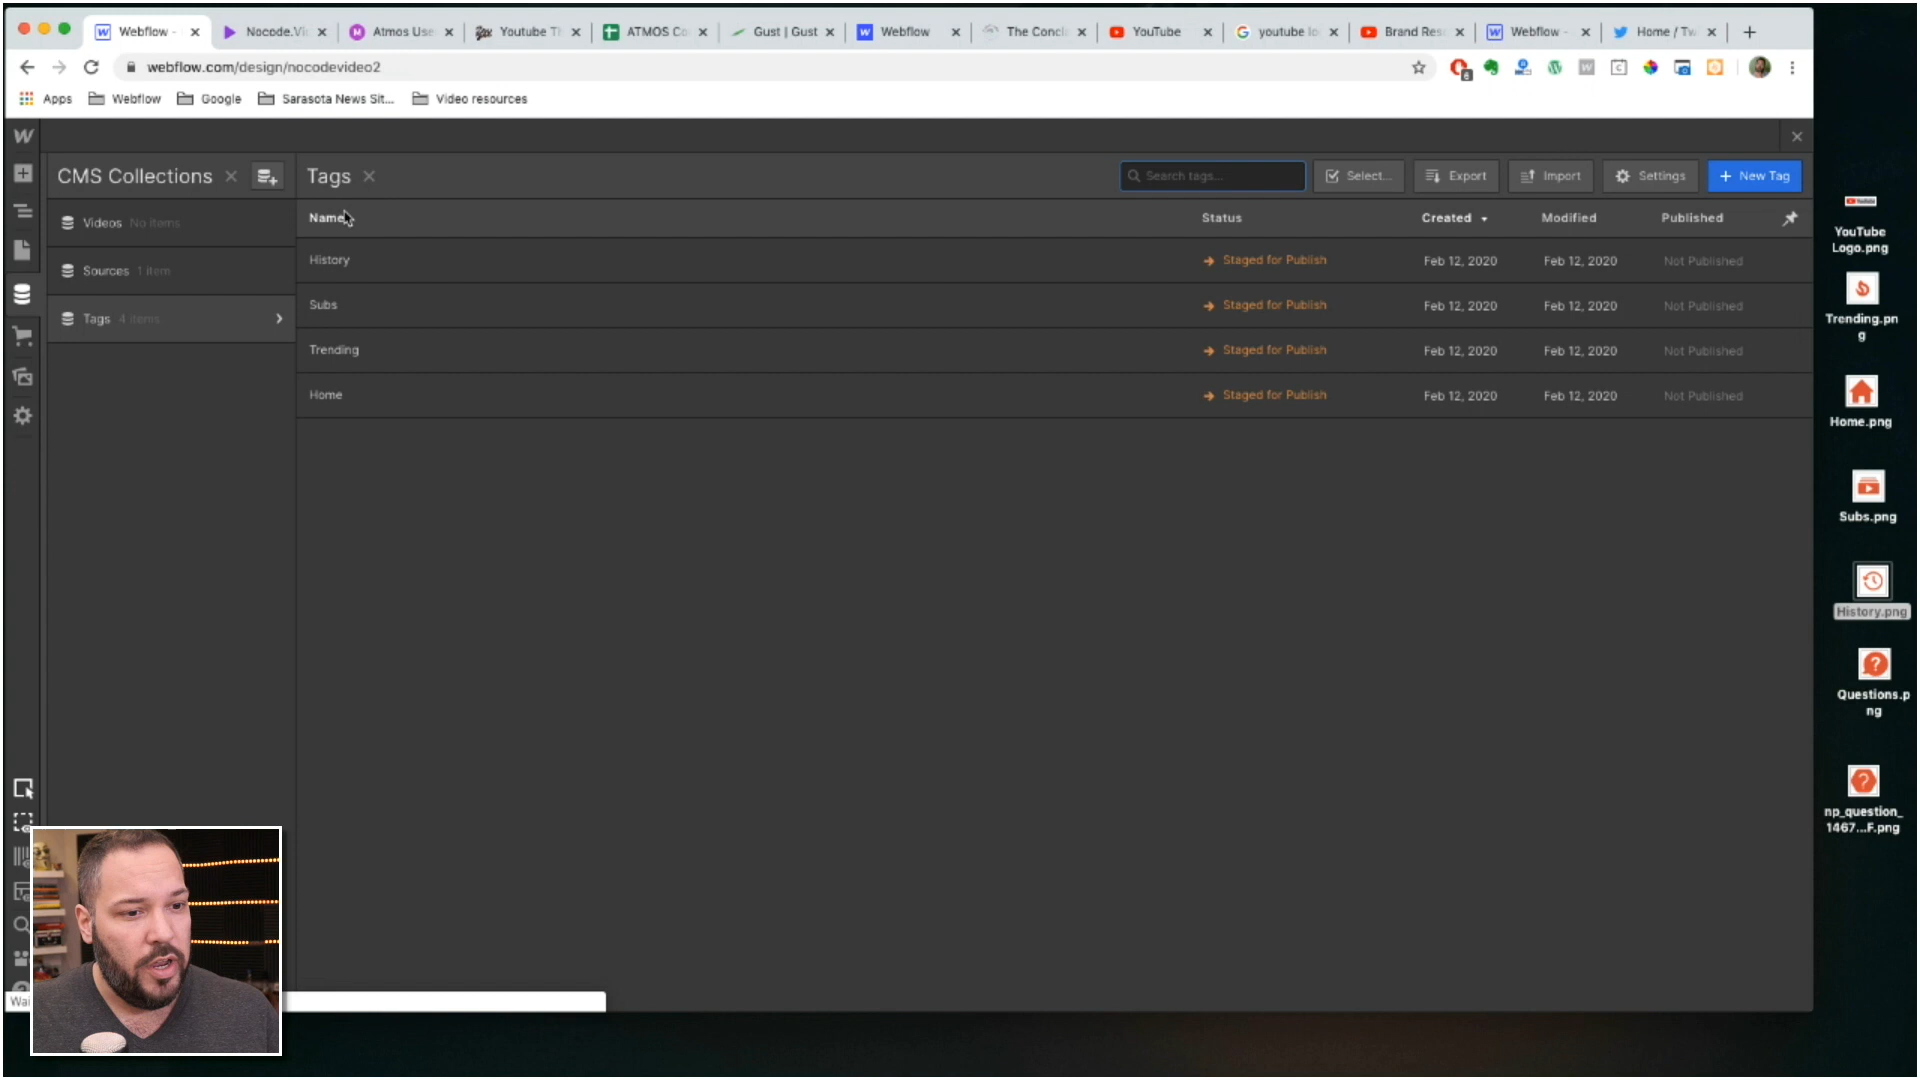 Webflow - Nocode.Vi Atmos Use Youtube T ATMOS Co Gust | Gust Webflow The Concl YouTube youtube lo Brand Res Webflow - Home / Tw
webflow.com/design/nocodevideo2
Apps Webflow Google Sarasota News Sit... Video resources
CMS Collections Tags Search tags... Select... Export Import Settings + New Tag
Videos No items
Sources 1 item
Tags 4 items
Name Status Created Modified Published
History Staged for Publish Feb 12, 2020 Feb 12, 2020 Not Published
Subs Staged for Publish Feb 12, 2020 Feb 12, 2020 Not Published
Trending Staged for Publish Feb 12, 2020 Feb 12, 2020 Not Published
Home Staged for Publish Feb 12, 2020 Feb 12, 2020 Not Published
YouTube
Logo.png
Trending.pn
g
Home.png
Subs.png
History.png
Questions.p
ng
np_question_
1467...F.png
Wai